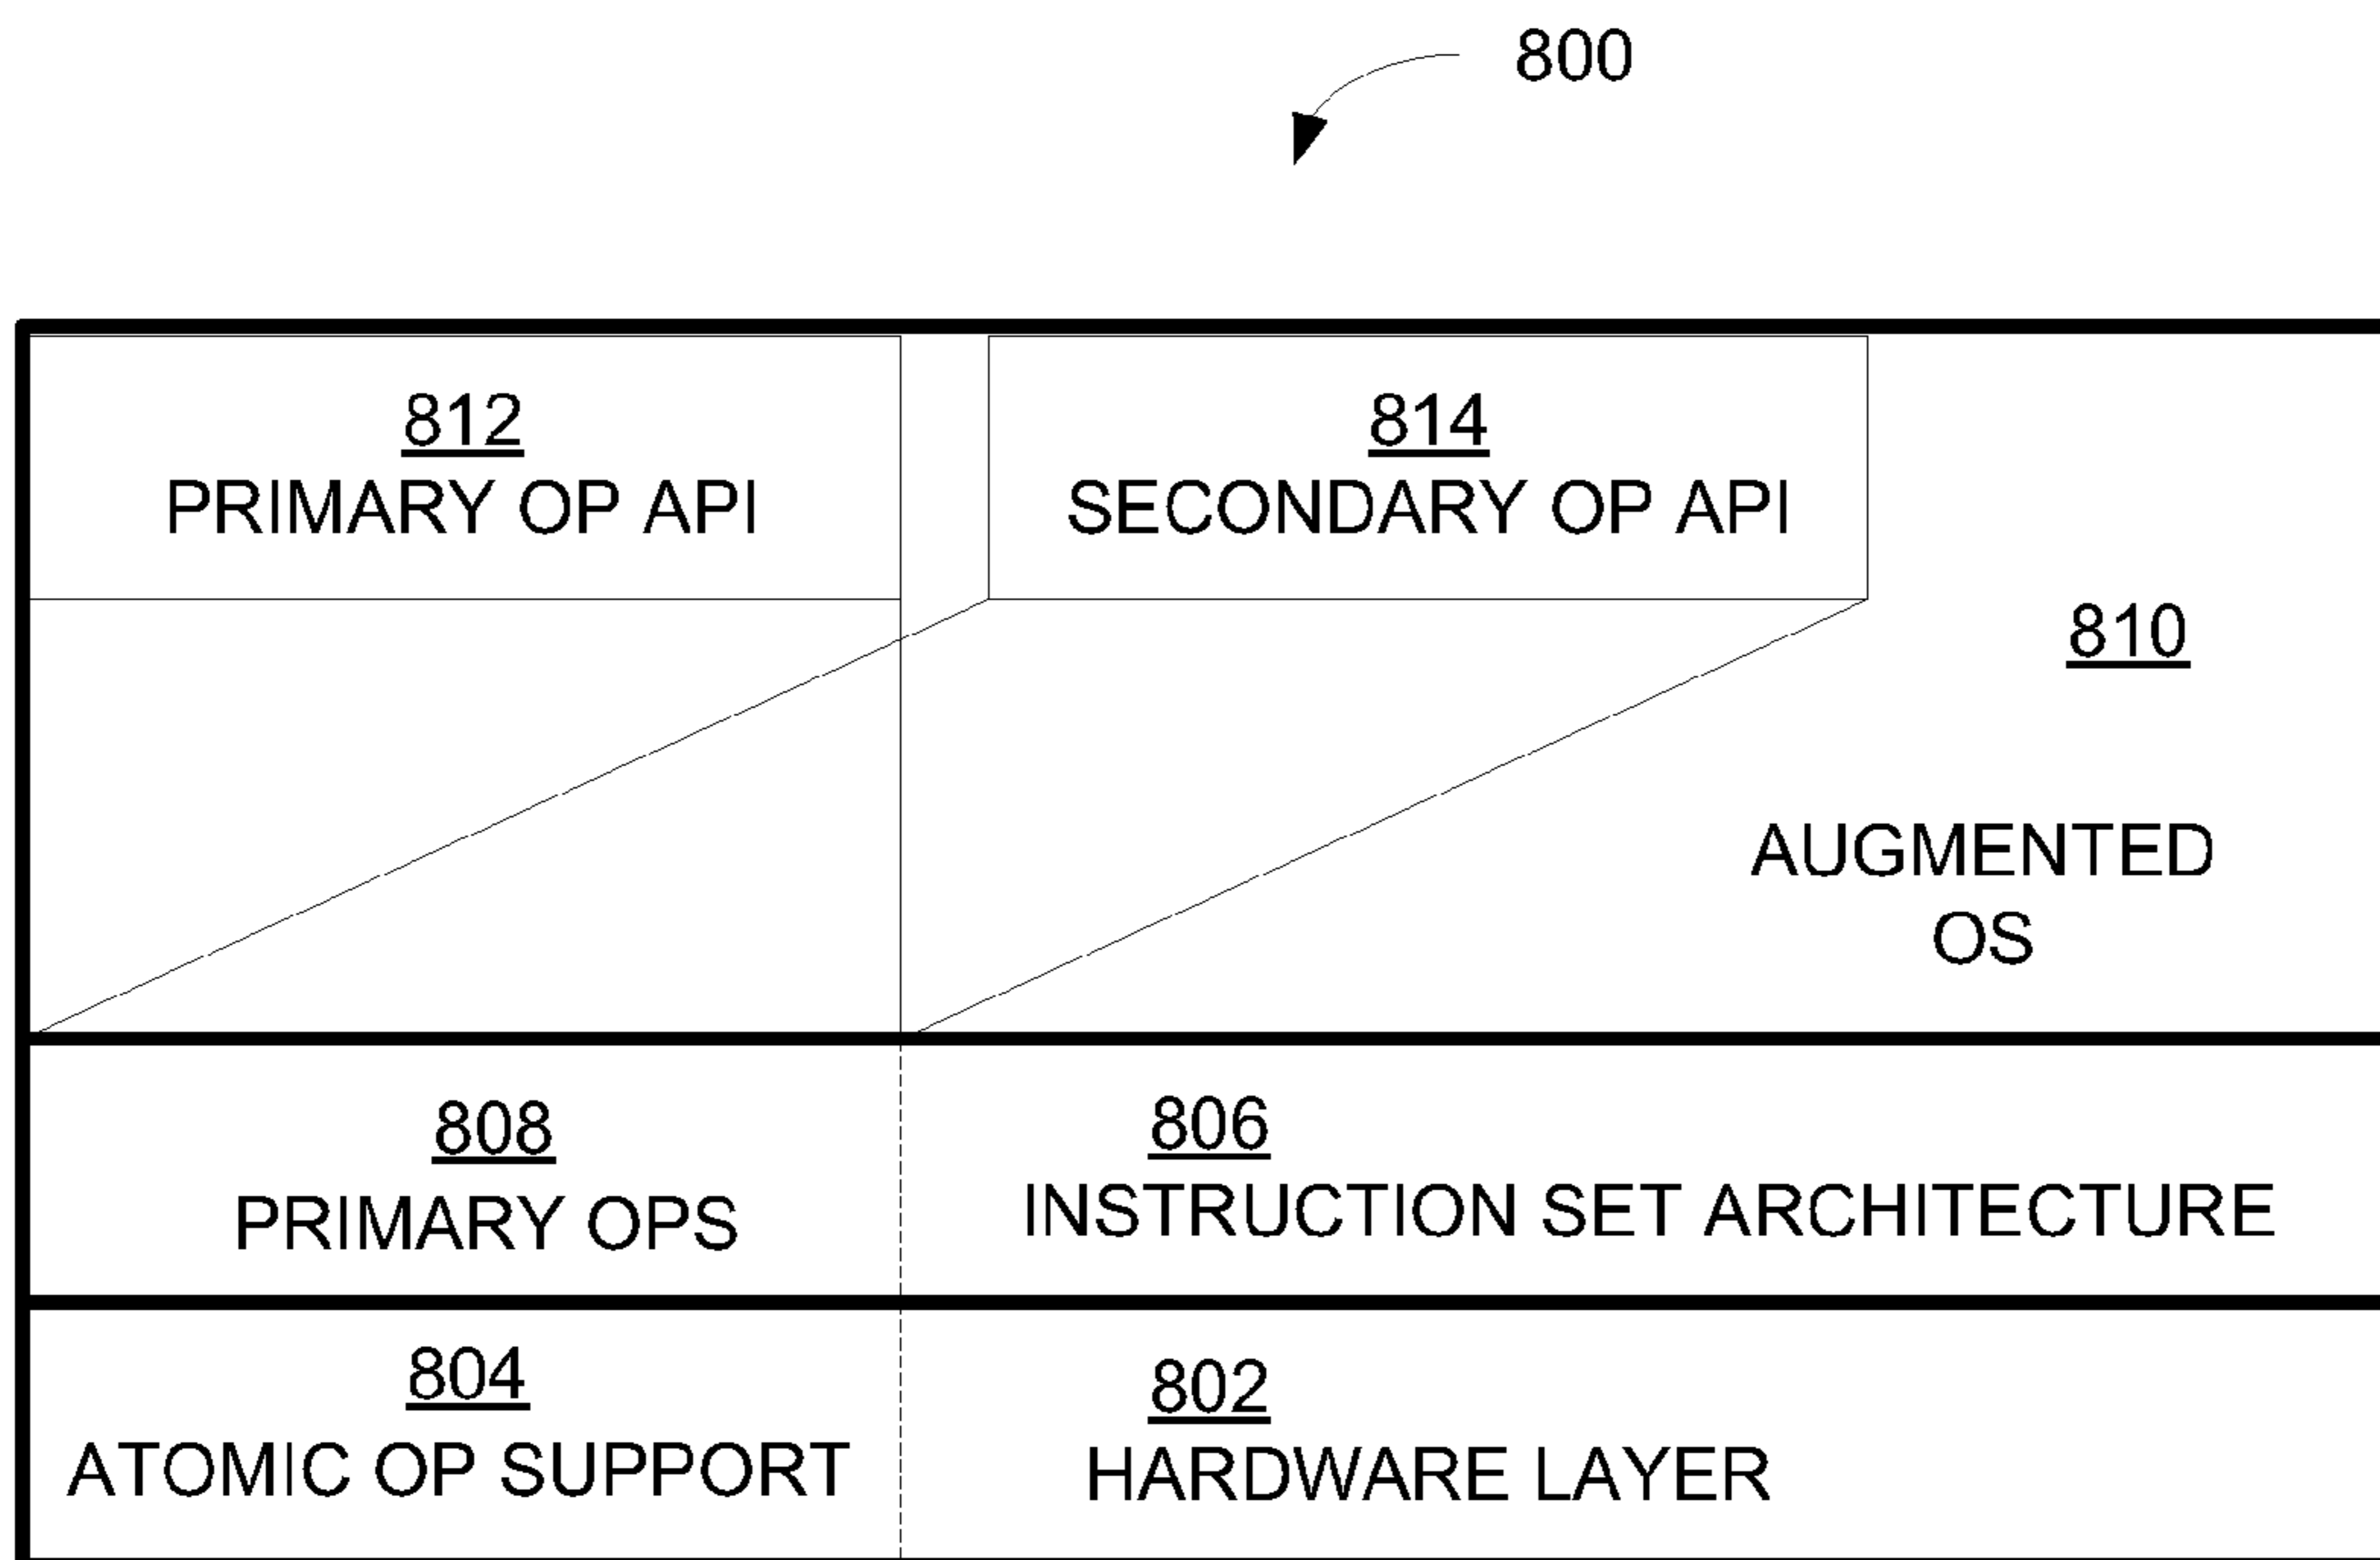 800
812
PRIMARY OP API
814
SECONDARY OP API
810
AUGMENTED
OS
808
PRIMARY OPS
806
INSTRUCTION SET ARCHITECTURE
804
ATOMIC OP SUPPORT
802
HARDWARE LAYER